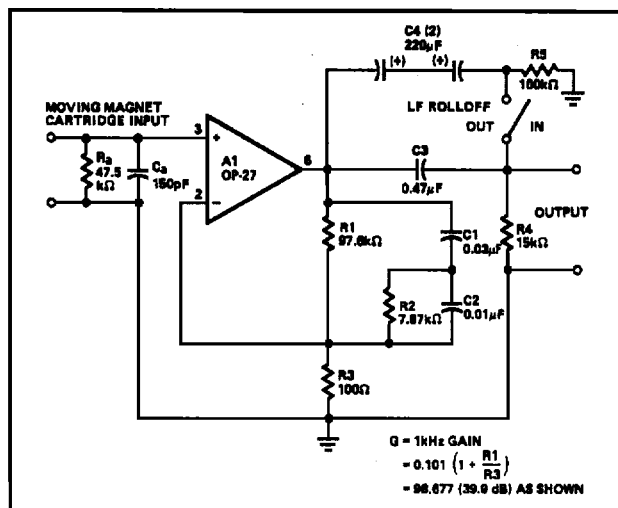 C4 (2)
220µF
(+) (+)
R5
100kΩ
LF ROLLOFF
OUT IN
MOVING MAGNET
CARTRIDGE INPUT
3
+
A1
OP-27
6
2
–
Ra
47.5
kΩ
Ca
150pF
C3
0.47µF
R1
97.6kΩ
C1
0.03µF
R2
7.87kΩ
C2
0.01µF
R3
100Ω
OUTPUT
R4
15kΩ
G = 1kHz GAIN
= 0.101 (1 + R1/R3)
= 98.677 (39.9 dB) AS SHOWN